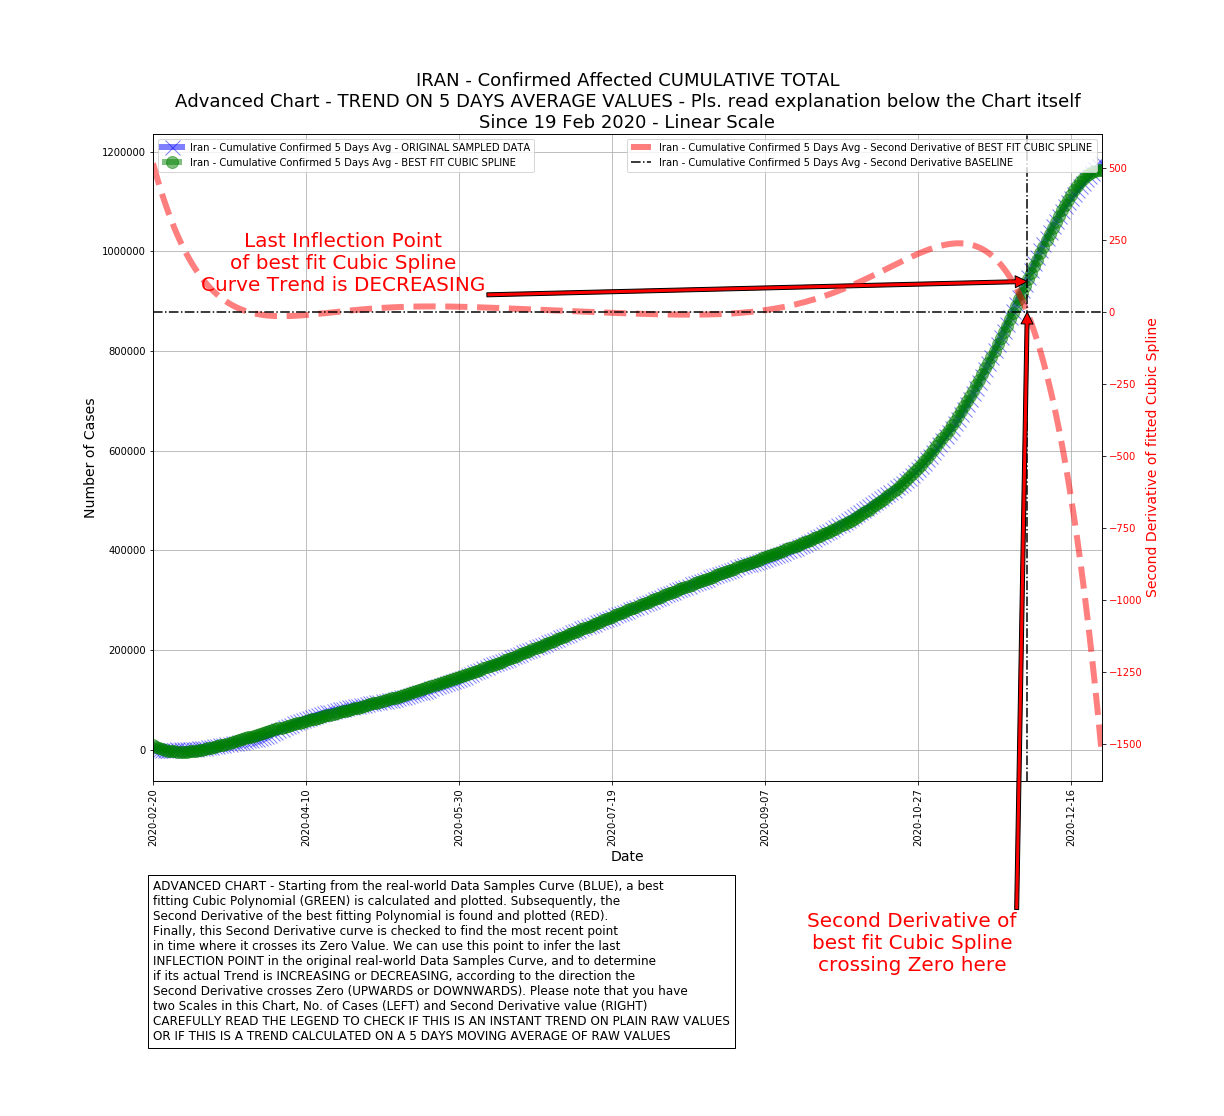 IRAN - Confirmed Affected CUMULATIVE TOTAL
Advanced Chart - TREND ON 5 DAYS AVERAGE VALUES - Pls. read explanation below the Chart itself
Since 19 Feb 2020 - Linear Scale
Iran - Cumulative Confirmed 5 Days Avg - ORIGINAL SAMPLED DATA
Iran - Cumulative Confirmed 5 Days Avg - BEST FIT CUBIC SPLINE
Iran - Cumulative Confirmed 5 Days Avg - Second Derivative of BEST FIT CUBIC SPLINE
Iran - Cumulative Confirmed 5 Days Avg - Second Derivative BASELINE
Last Inflection Point
of best fit Cubic Spline
Curve Trend is DECREASING
Number of Cases
1200000
1000000
800000
600000
400000
200000
0
500
250
0
−250
−500
−750
−1000
−1250
−1500
Second Derivative of fitted Cubic Spline
2020-02-20
2020-04-10
2020-05-30
2020-07-19
2020-09-07
2020-10-27
2020-12-16
Date
ADVANCED CHART - Starting from the real-world Data Samples Curve (BLUE), a best
fitting Cubic Polynomial (GREEN) is calculated and plotted. Subsequently, the
Second Derivative of the best fitting Polynomial is found and plotted (RED).
Finally, this Second Derivative curve is checked to find the most recent point
in time where it crosses its Zero Value. We can use this point to infer the last
INFLECTION POINT in the original real-world Data Samples Curve, and to determine
if its actual Trend is INCREASING or DECREASING, according to the direction the
Second Derivative crosses Zero (UPWARDS or DOWNWARDS). Please note that you have
two Scales in this Chart, No. of Cases (LEFT) and Second Derivative value (RIGHT)
CAREFULLY READ THE LEGEND TO CHECK IF THIS IS AN INSTANT TREND ON PLAIN RAW VALUES
OR IF THIS IS A TREND CALCULATED ON A 5 DAYS MOVING AVERAGE OF RAW VALUES
Second Derivative of
best fit Cubic Spline
crossing Zero here